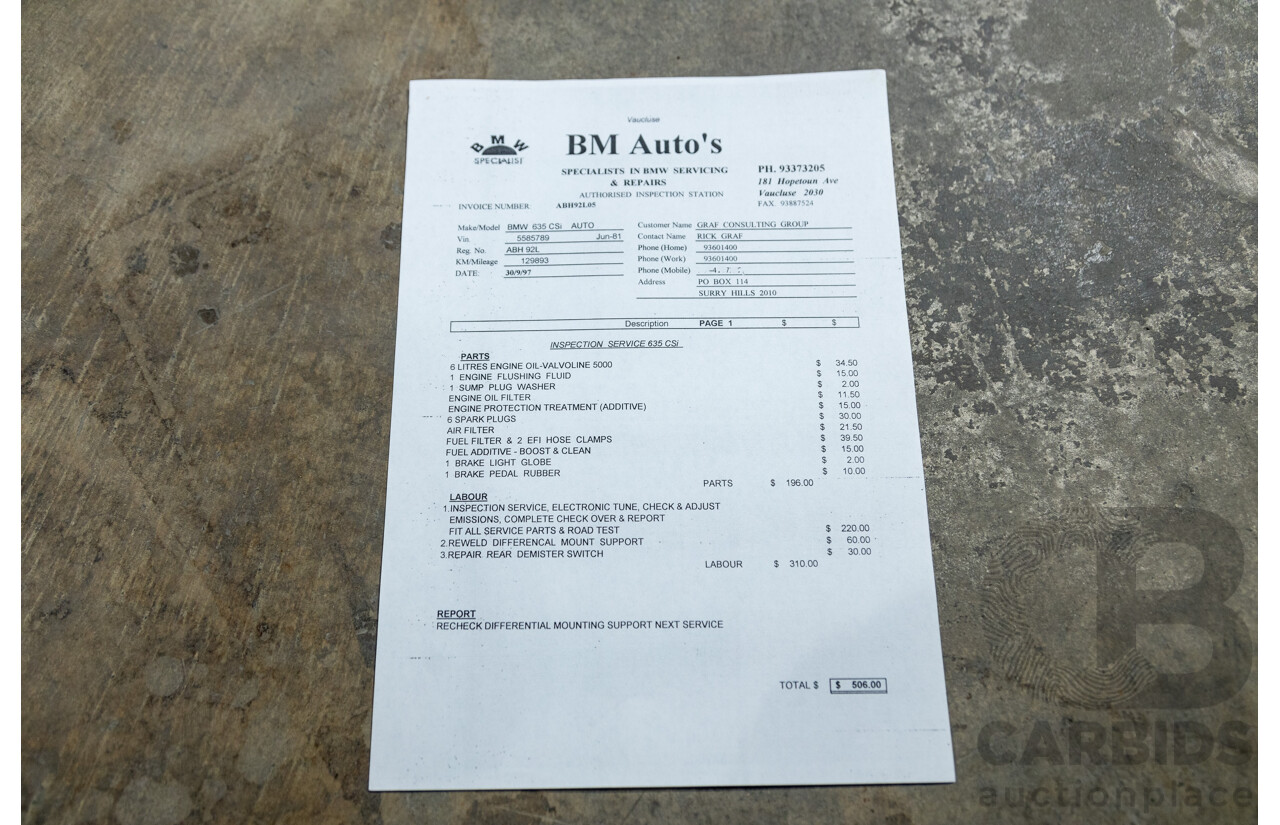 Vaucluse
BMW
SPECIALIST
BM Auto's
SPECIALISTS IN BMW SERVICING
& REPAIRS
AUTHORISED INSPECTION STATION
PH. 93373205
181 Hopetoun Ave
Vaucluse 2030
FAX 93887524
INVOICE NUMBER ABH92L05
Make/Model BMW 635 CSi AUTO
Vin. 5585789 Jun-81
Reg. No. ABH 92L
KM/Mileage 129893
DATE: 30/9/97
Customer Name GRAF CONSULTING GROUP
Contact Name RICK GRAF
Phone (Home) 93601400
Phone (Work) 93601400
Phone (Mobile)
Address PO BOX 114
SURRY HILLS 2010
Description PAGE 1 $ $
INSPECTION SERVICE 635 CSi
PARTS
6 LITRES ENGINE OIL-VALVOLINE 5000 $ 34.50
1 ENGINE FLUSHING FLUID $ 15.00
1 SUMP PLUG WASHER $ 2.00
ENGINE OIL FILTER $ 11.50
ENGINE PROTECTION TREATMENT (ADDITIVE) $ 15.00
6 SPARK PLUGS $ 30.00
AIR FILTER $ 21.50
FUEL FILTER & 2 EFI HOSE CLAMPS $ 39.50
FUEL ADDITIVE - BOOST & CLEAN $ 15.00
1 BRAKE LIGHT GLOBE $ 2.00
1 BRAKE PEDAL RUBBER $ 10.00
PARTS $ 196.00
LABOUR
1.INSPECTION SERVICE, ELECTRONIC TUNE, CHECK & ADJUST
EMISSIONS, COMPLETE CHECK OVER & REPORT
FIT ALL SERVICE PARTS & ROAD TEST $ 220.00
2.REWELD DIFFERENCAL MOUNT SUPPORT $ 60.00
3.REPAIR REAR DEMISTER SWITCH $ 30.00
LABOUR $ 310.00
REPORT
RECHECK DIFFERENTIAL MOUNTING SUPPORT NEXT SERVICE
TOTAL $ $ 506.00
CB
CARBIDS
auctionplace